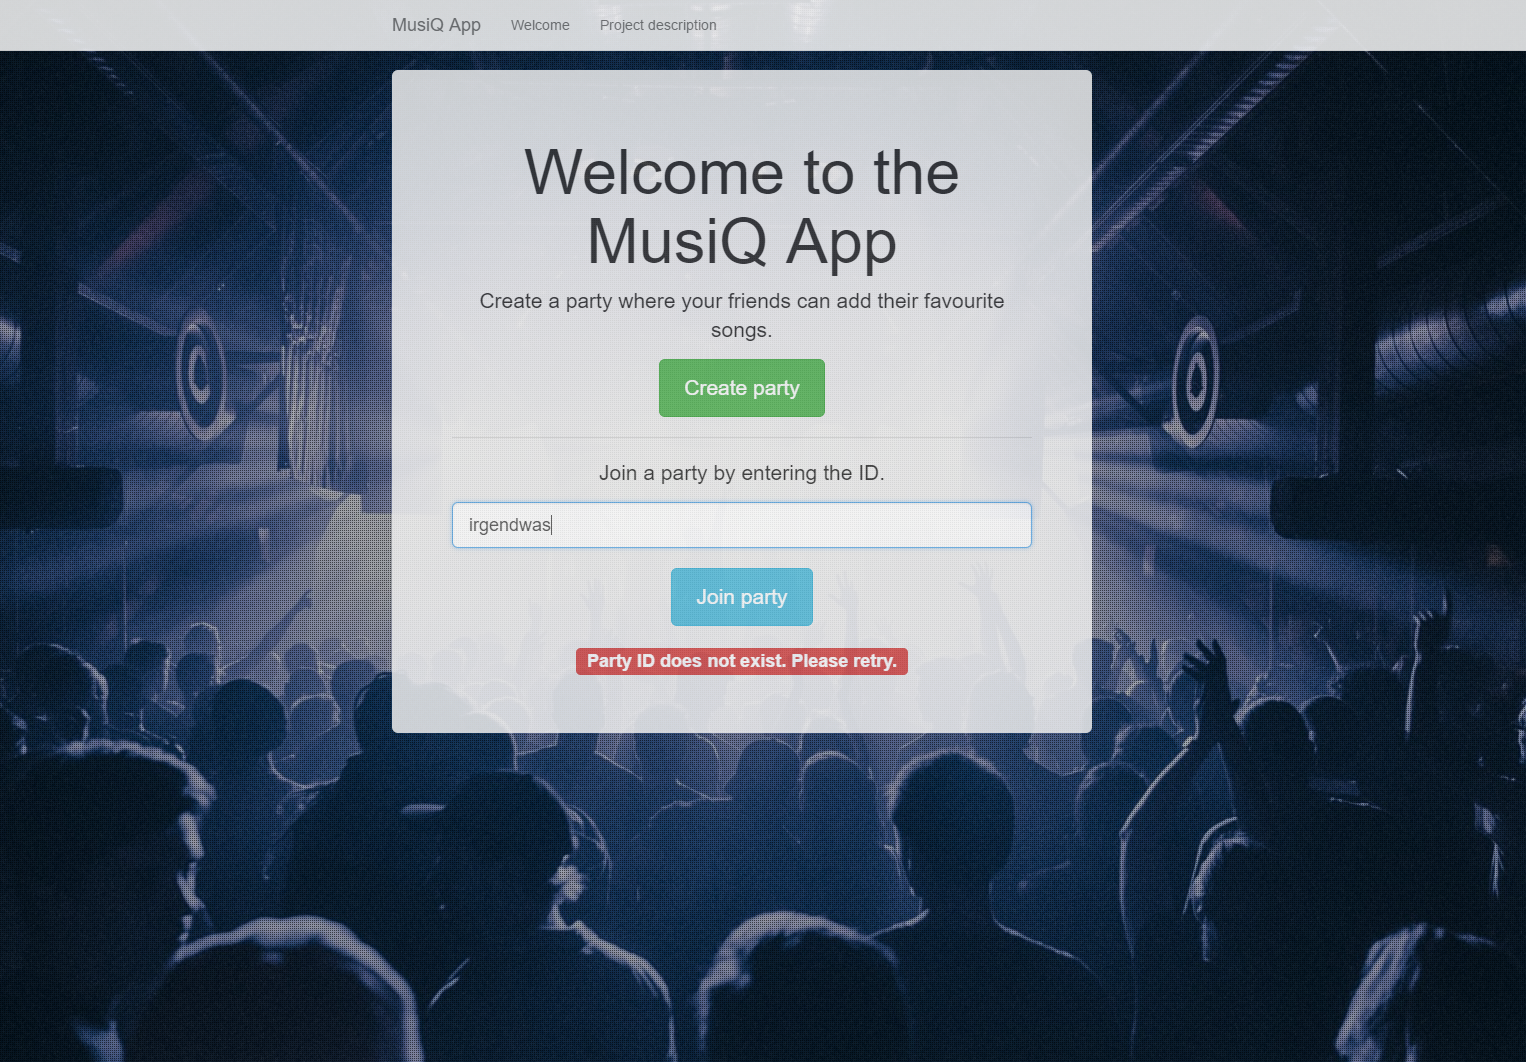 MusiQ App Welcome Project description
Welcome to the
MusiQ App
Create a party where your friends can add their favourite
songs.
Create party
Join a party by entering the ID.
irgendwas
Join party
Party ID does not exist. Please retry.